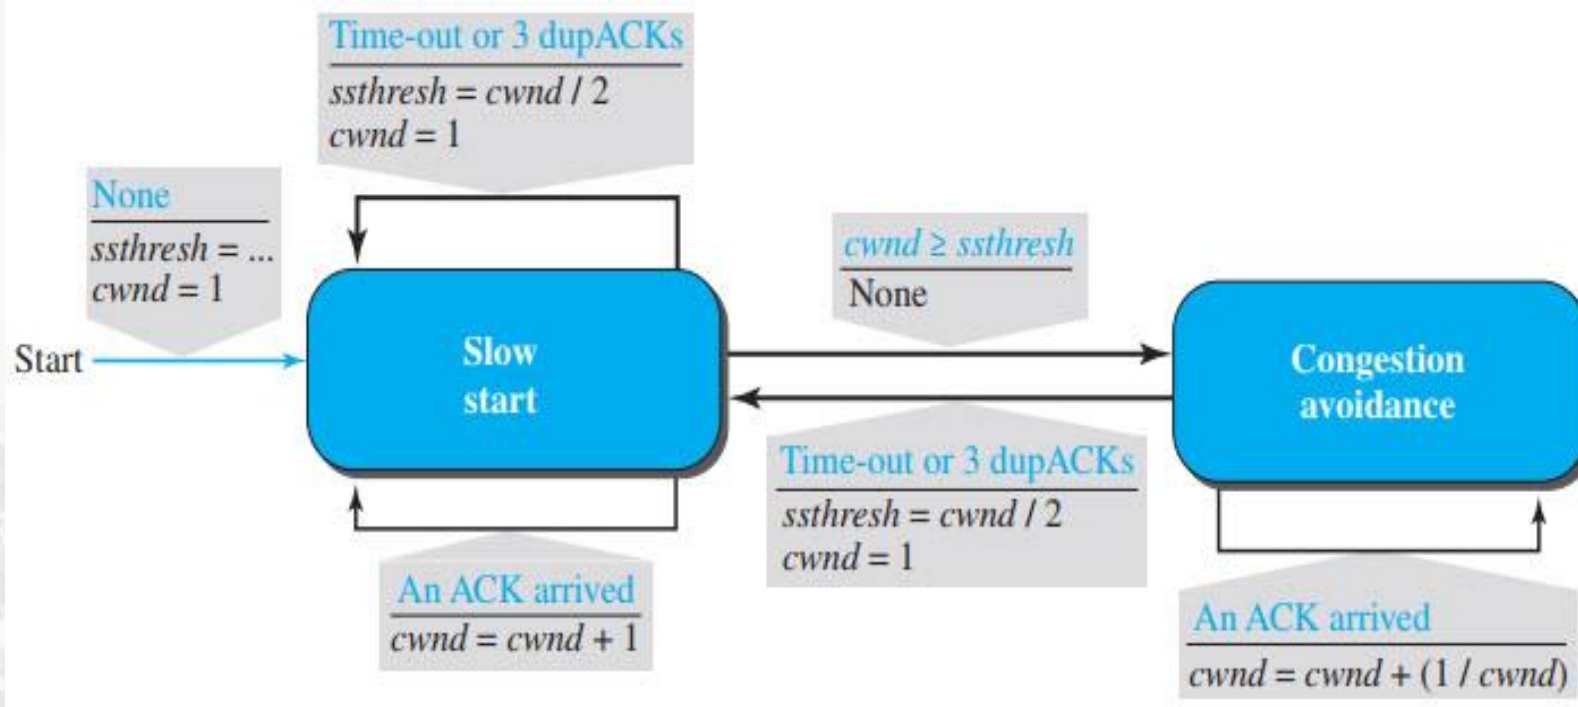 Time-out or 3 dupACKs
ssthresh = cwnd / 2
cwnd = 1
None
ssthresh = ...
cwnd = 1
Start
Slow
start
cwnd ≥ ssthresh
None
Congestion
avoidance
Time-out or 3 dupACKs
ssthresh = cwnd / 2
cwnd = 1
An ACK arrived
cwnd = cwnd + 1
An ACK arrived
cwnd = cwnd + (1 / cwnd)